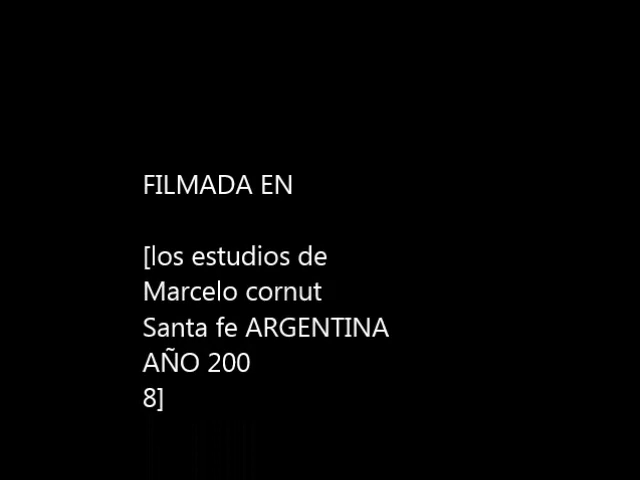 FILMADA EN
[los estudios de
Marcelo cornut
Santa fe ARGENTINA
AÑO 200
8]